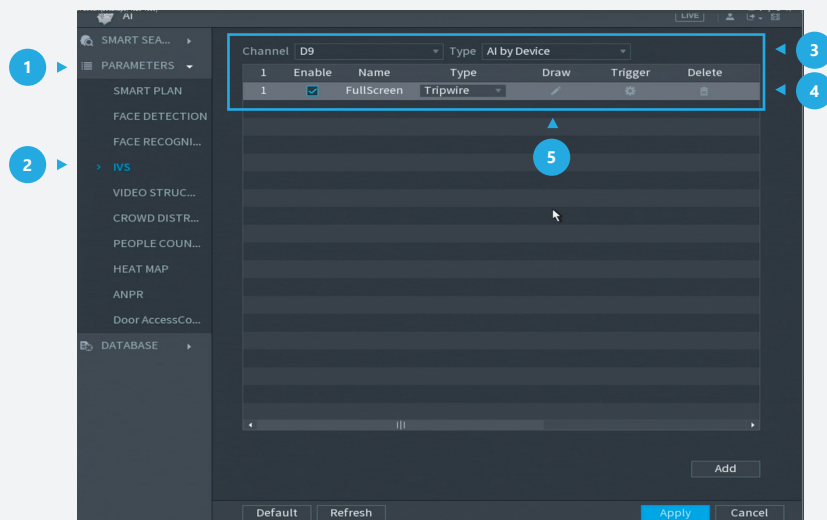 AI
LIVE
SMART SEA...
PARAMETERS
SMART PLAN
FACE DETECTION
FACE RECOGNI...
IVS
VIDEO STRUC...
CROWD DISTR...
PEOPLE COUN...
HEAT MAP
ANPR
Door AccessCo...
DATABASE
Channel D9 Type AI by Device
1 Enable Name Type Draw Trigger Delete
1 FullScreen Tripwire
Add
Default Refresh Apply Cancel
1
2
3
4
5